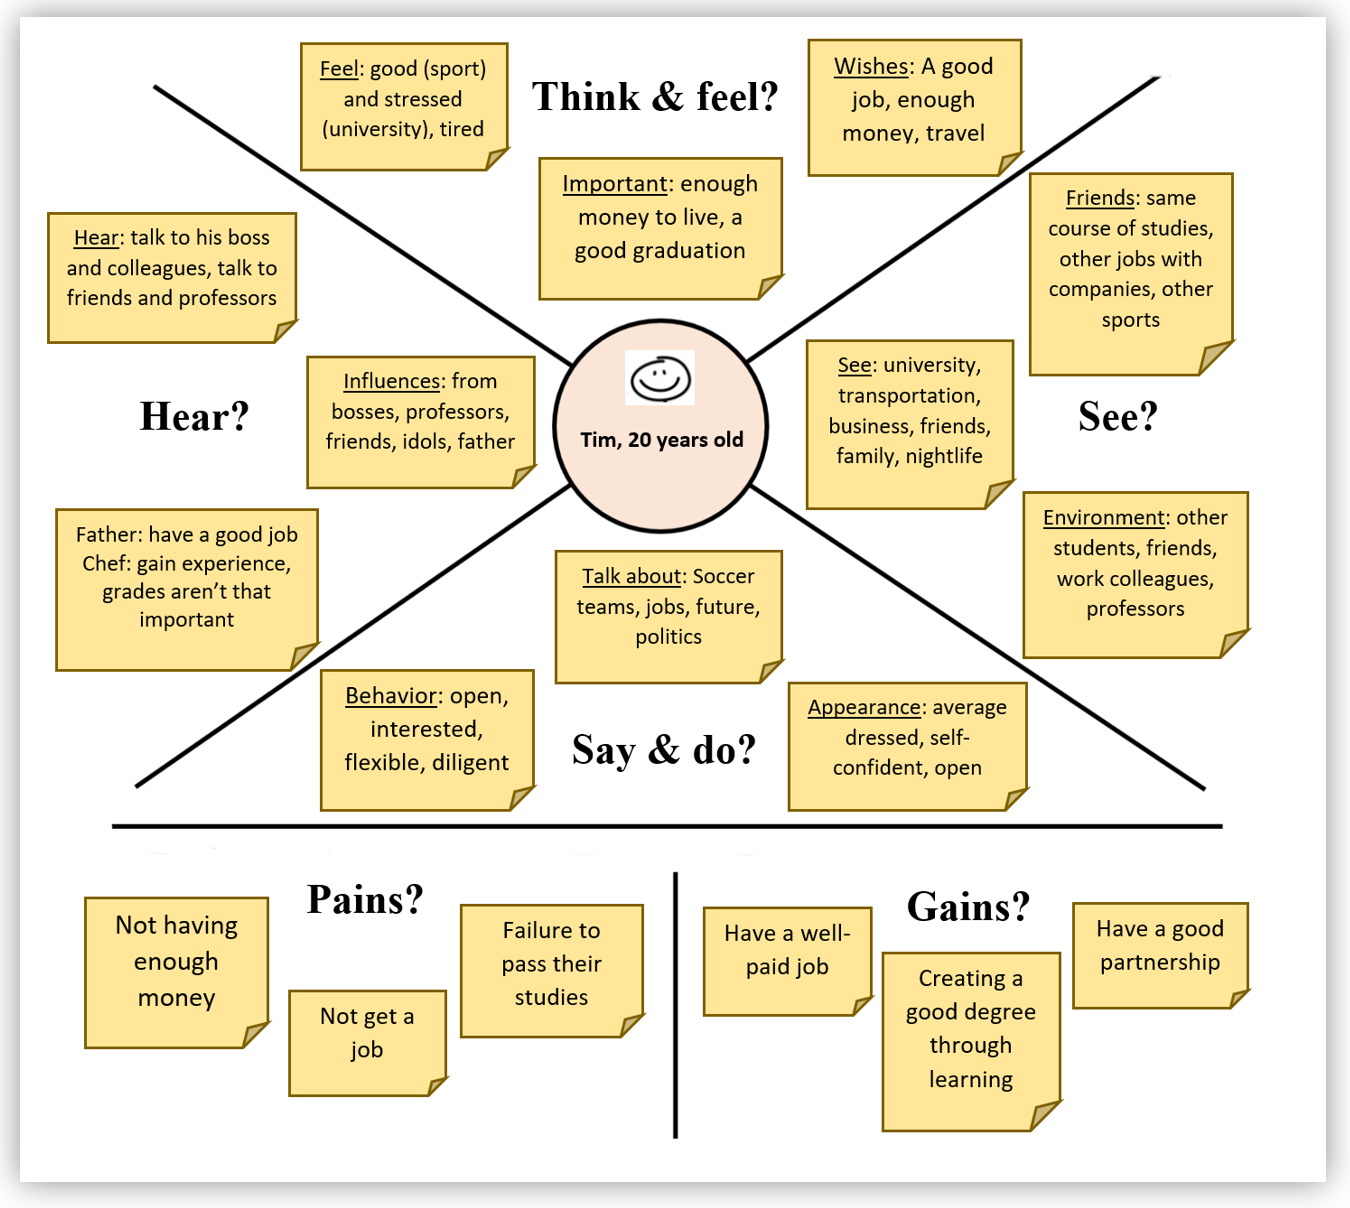 Feel: good (sport)
and stressed
(university), tired
Think & feel?
Wishes: A good
job, enough
money, travel
Important: enough
money to live, a
good graduation
Hear: talk to his boss
and colleagues, talk to
friends and professors
Influences: from
bosses, professors,
friends, idols, father
Hear?
Father: have a good job
Chef: gain experience,
grades aren’t that
important
Tim, 20 years old
Friends: same
course of studies,
other jobs with
companies, other
sports
See: university,
transportation,
business, friends,
family, nightlife
See?
Environment: other
students, friends,
work colleagues,
professors
Talk about: Soccer
teams, jobs, future,
politics
Behavior: open,
interested,
flexible, diligent
Say & do?
Appearance: average
dressed, self-
confident, open
Pains?
Not having
enough
money
Not get a
job
Failure to
pass their
studies
Gains?
Have a well-
paid job
Creating a
good degree
through
learning
Have a good
partnership